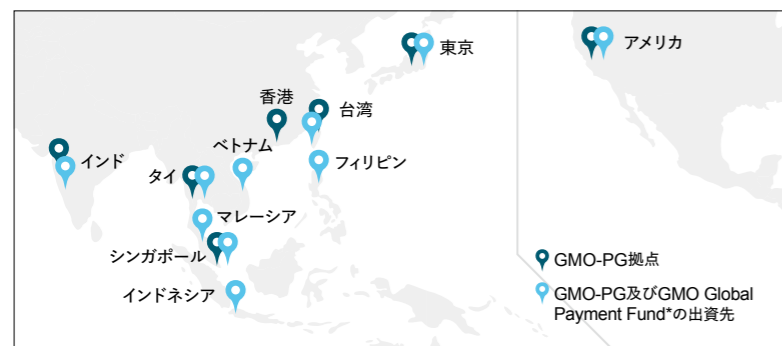 東京
アメリカ
香港
台湾
ベトナム
インド
タイ
フィリピン
マレーシア
シンガポール
インドネシア
GMO-PG拠点
GMO-PG及びGMO Global
Payment Fund*の出資先